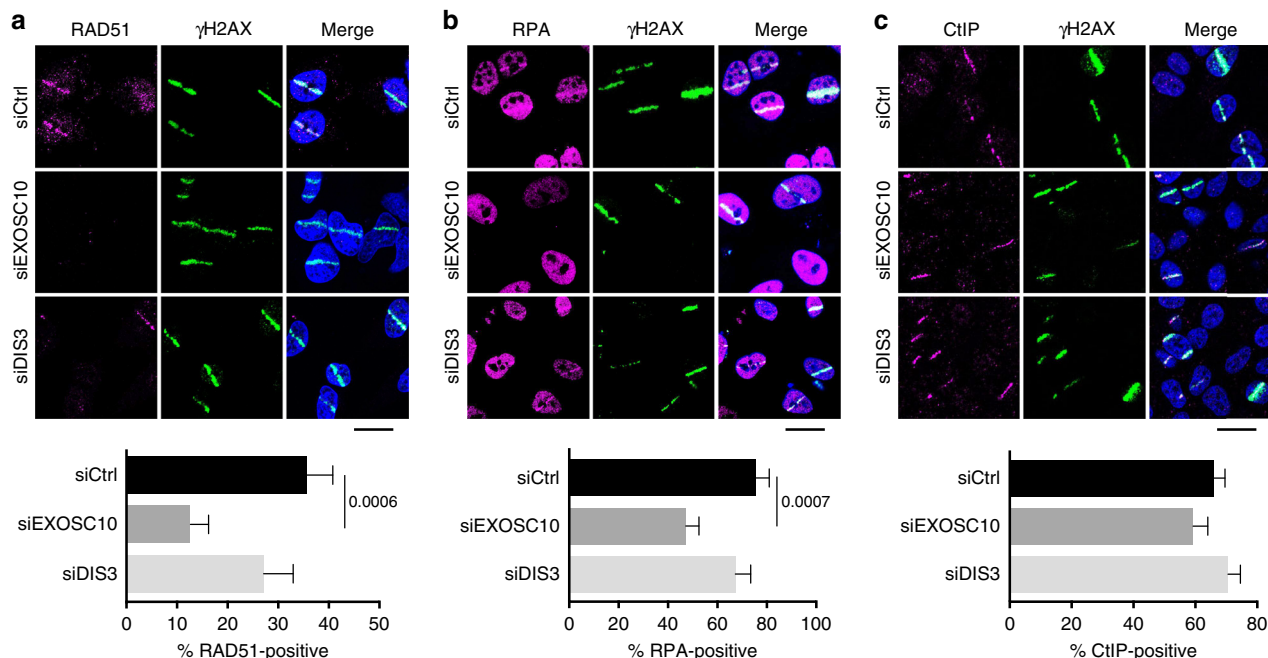 a
RAD51 γH2AX Merge
siCtrl
siEXOSC10
siDIS3
siCtrl
siEXOSC10
siDIS3
0.0006
0 10 20 30 40 50
% RAD51-positive
b
RPA γH2AX Merge
siCtrl
siEXOSC10
siDIS3
siCtrl
siEXOSC10
siDIS3
0.0007
0 20 40 60 80 100
% RPA-positive
c
CtIP γH2AX Merge
siCtrl
siEXOSC10
siDIS3
siCtrl
siEXOSC10
siDIS3
0 20 40 60 80
% CtIP-positive